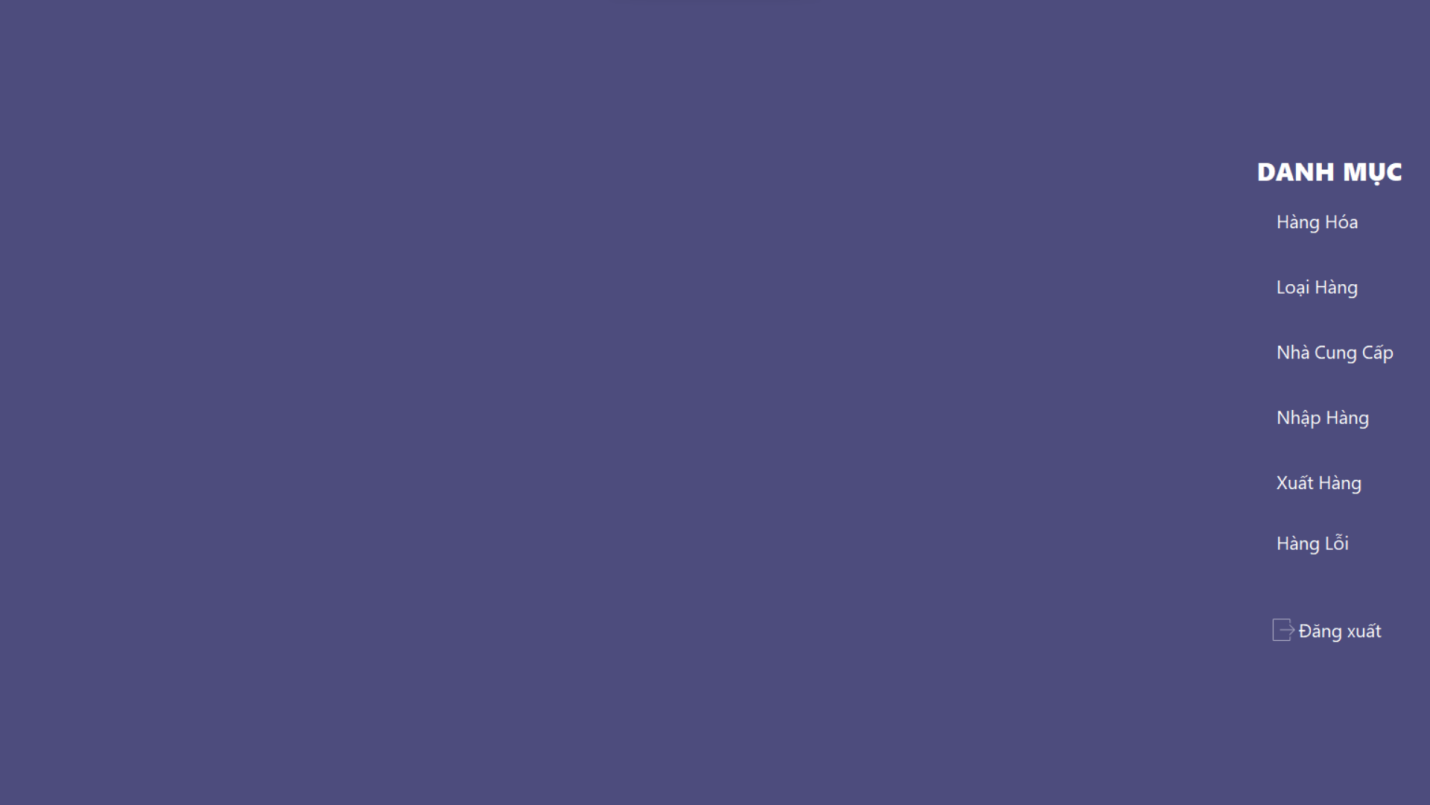 DANH MỤC
Hàng Hóa
Loại Hàng
Nhà Cung Cấp
Nhập Hàng
Xuất Hàng
Hàng Lỗi
Đăng xuất